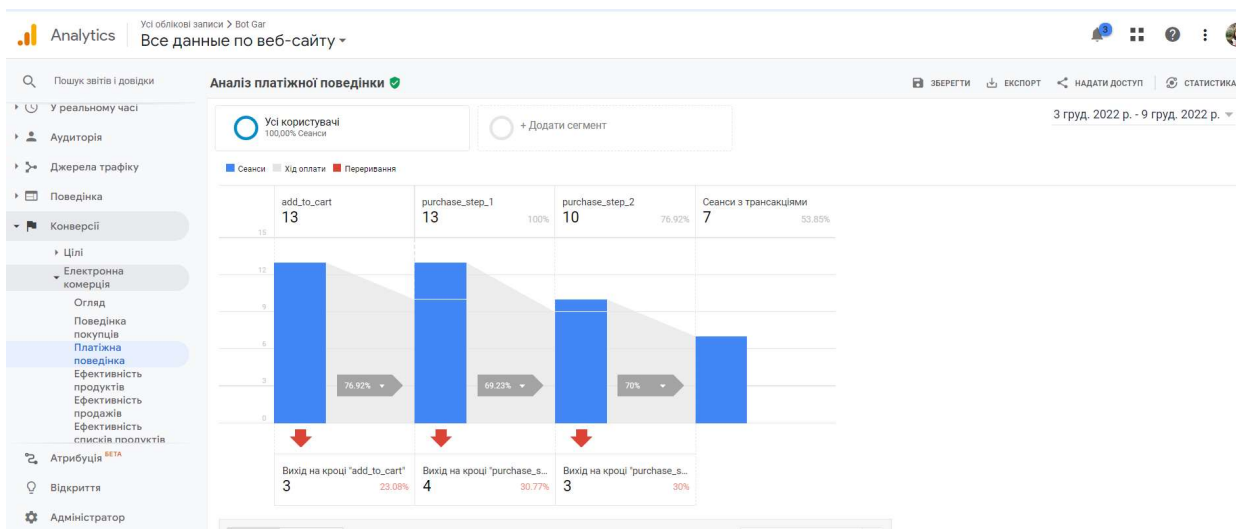 Analytics
Усі облікові записи > Bot Gar
Все данные по веб-сайту
3
Пошук звітів і довідки
У реальному часі
Аудиторія
Джерела трафіку
Поведінка
Конверсії
Цілі
Електронна
комерція
Огляд
Поведінка
покупців
Платіжна
поведінка
Ефективність
продуктів
Ефективність
продажів
Ефективність
списків продуктів
Атрибуція BETA
Відкриття
Адміністратор
Аналіз платіжної поведінки
ЗБЕРЕГТИ
ЕКСПОРТ
НАДАТИ ДОСТУП
СТАТИСТИКА
3 груд. 2022 р. - 9 груд. 2022 р.
Усі користувачі
100,00% Сеанси
+ Додати сегмент
Сеанси Хід оплати Переривання
add_to_cart
13
purchase_step_1
13 100%
purchase_step_2
10 76.92%
Сеанси з трансакціями
7 53.85%
15
12
9
6
3
0
76.92%
69.23%
70%
Вихід на кроці "add_to_cart"
3 23.08%
Вихід на кроці "purchase_s...
4 30.77%
Вихід на кроці "purchase_s...
3 30%